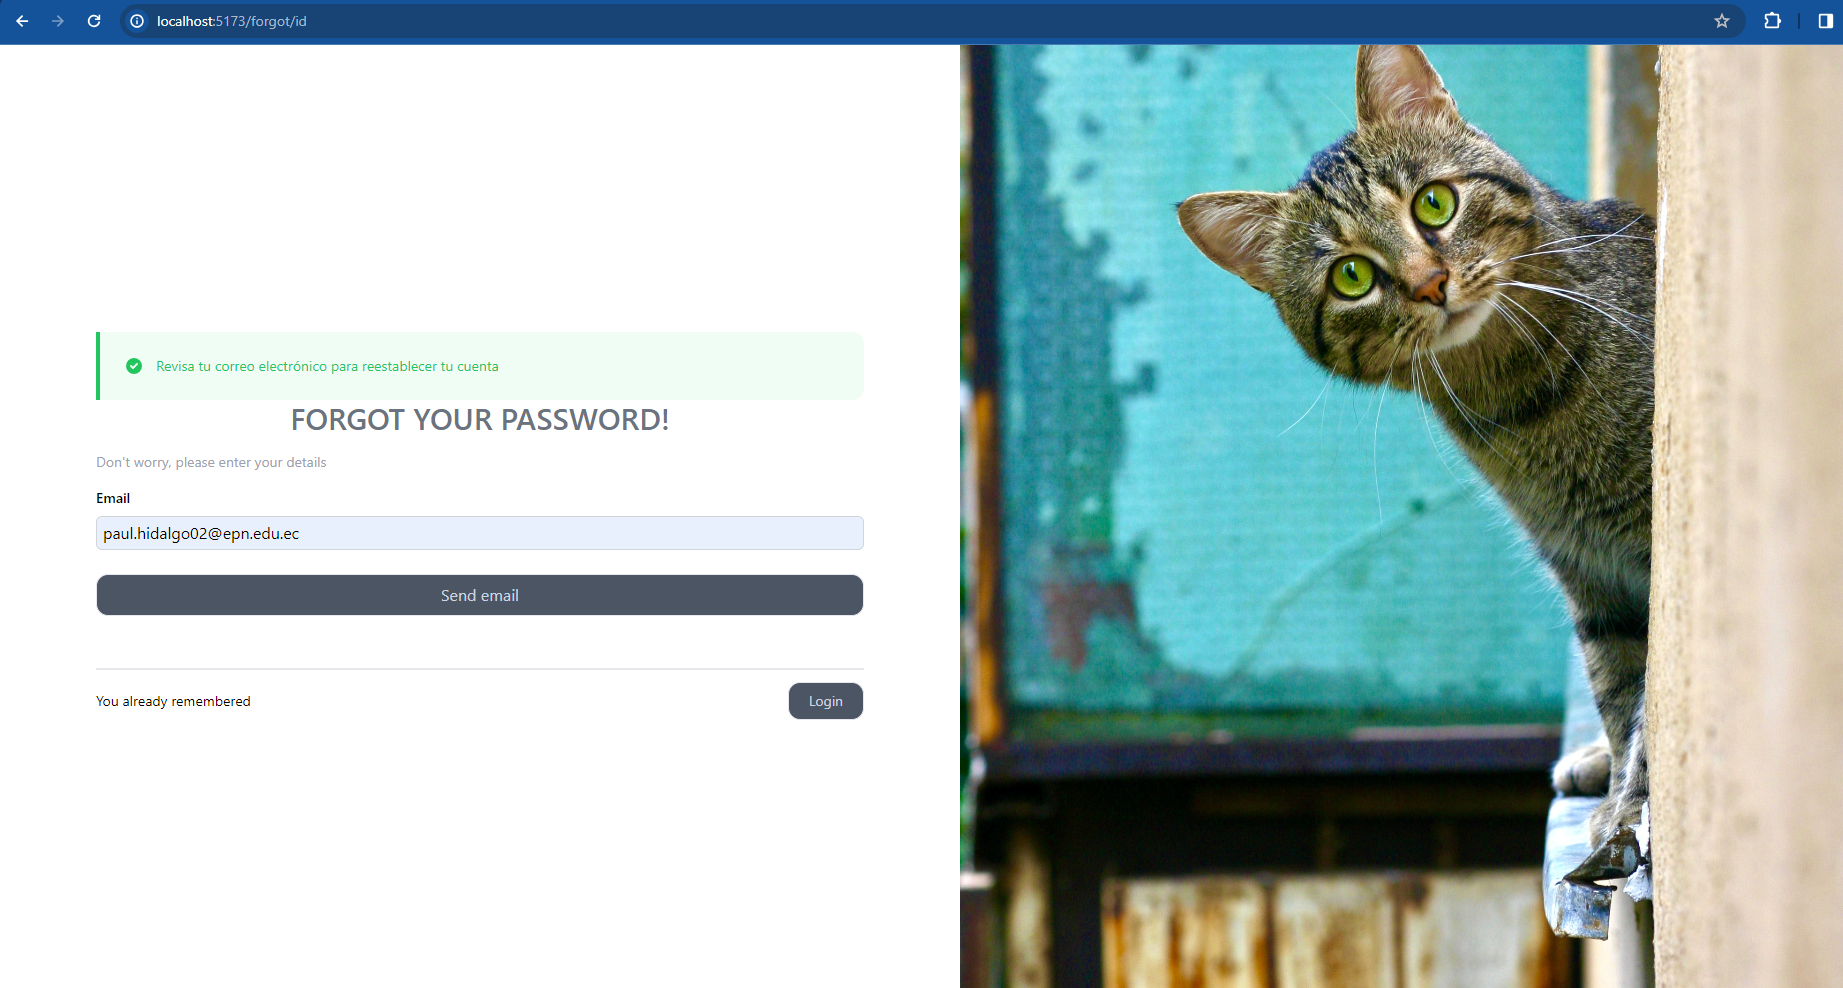 localhost:5173/forgot/id
Revisa tu correo electrónico para reestablecer tu cuenta
FORGOT YOUR PASSWORD!
Don't worry, please enter your details
Email
paul.hidalgo02@epn.edu.ec
Send email
You already remembered
Login